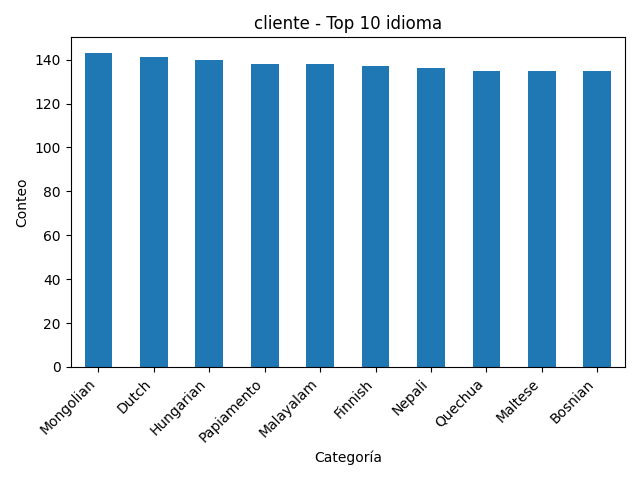 cliente - Top 10 idioma
140
120
100
80
60
40
20
0
Conteo
Mongolian
Dutch
Hungarian
Papiamento
Malayalam
Finnish
Nepali
Quechua
Maltese
Bosnian
Categoría